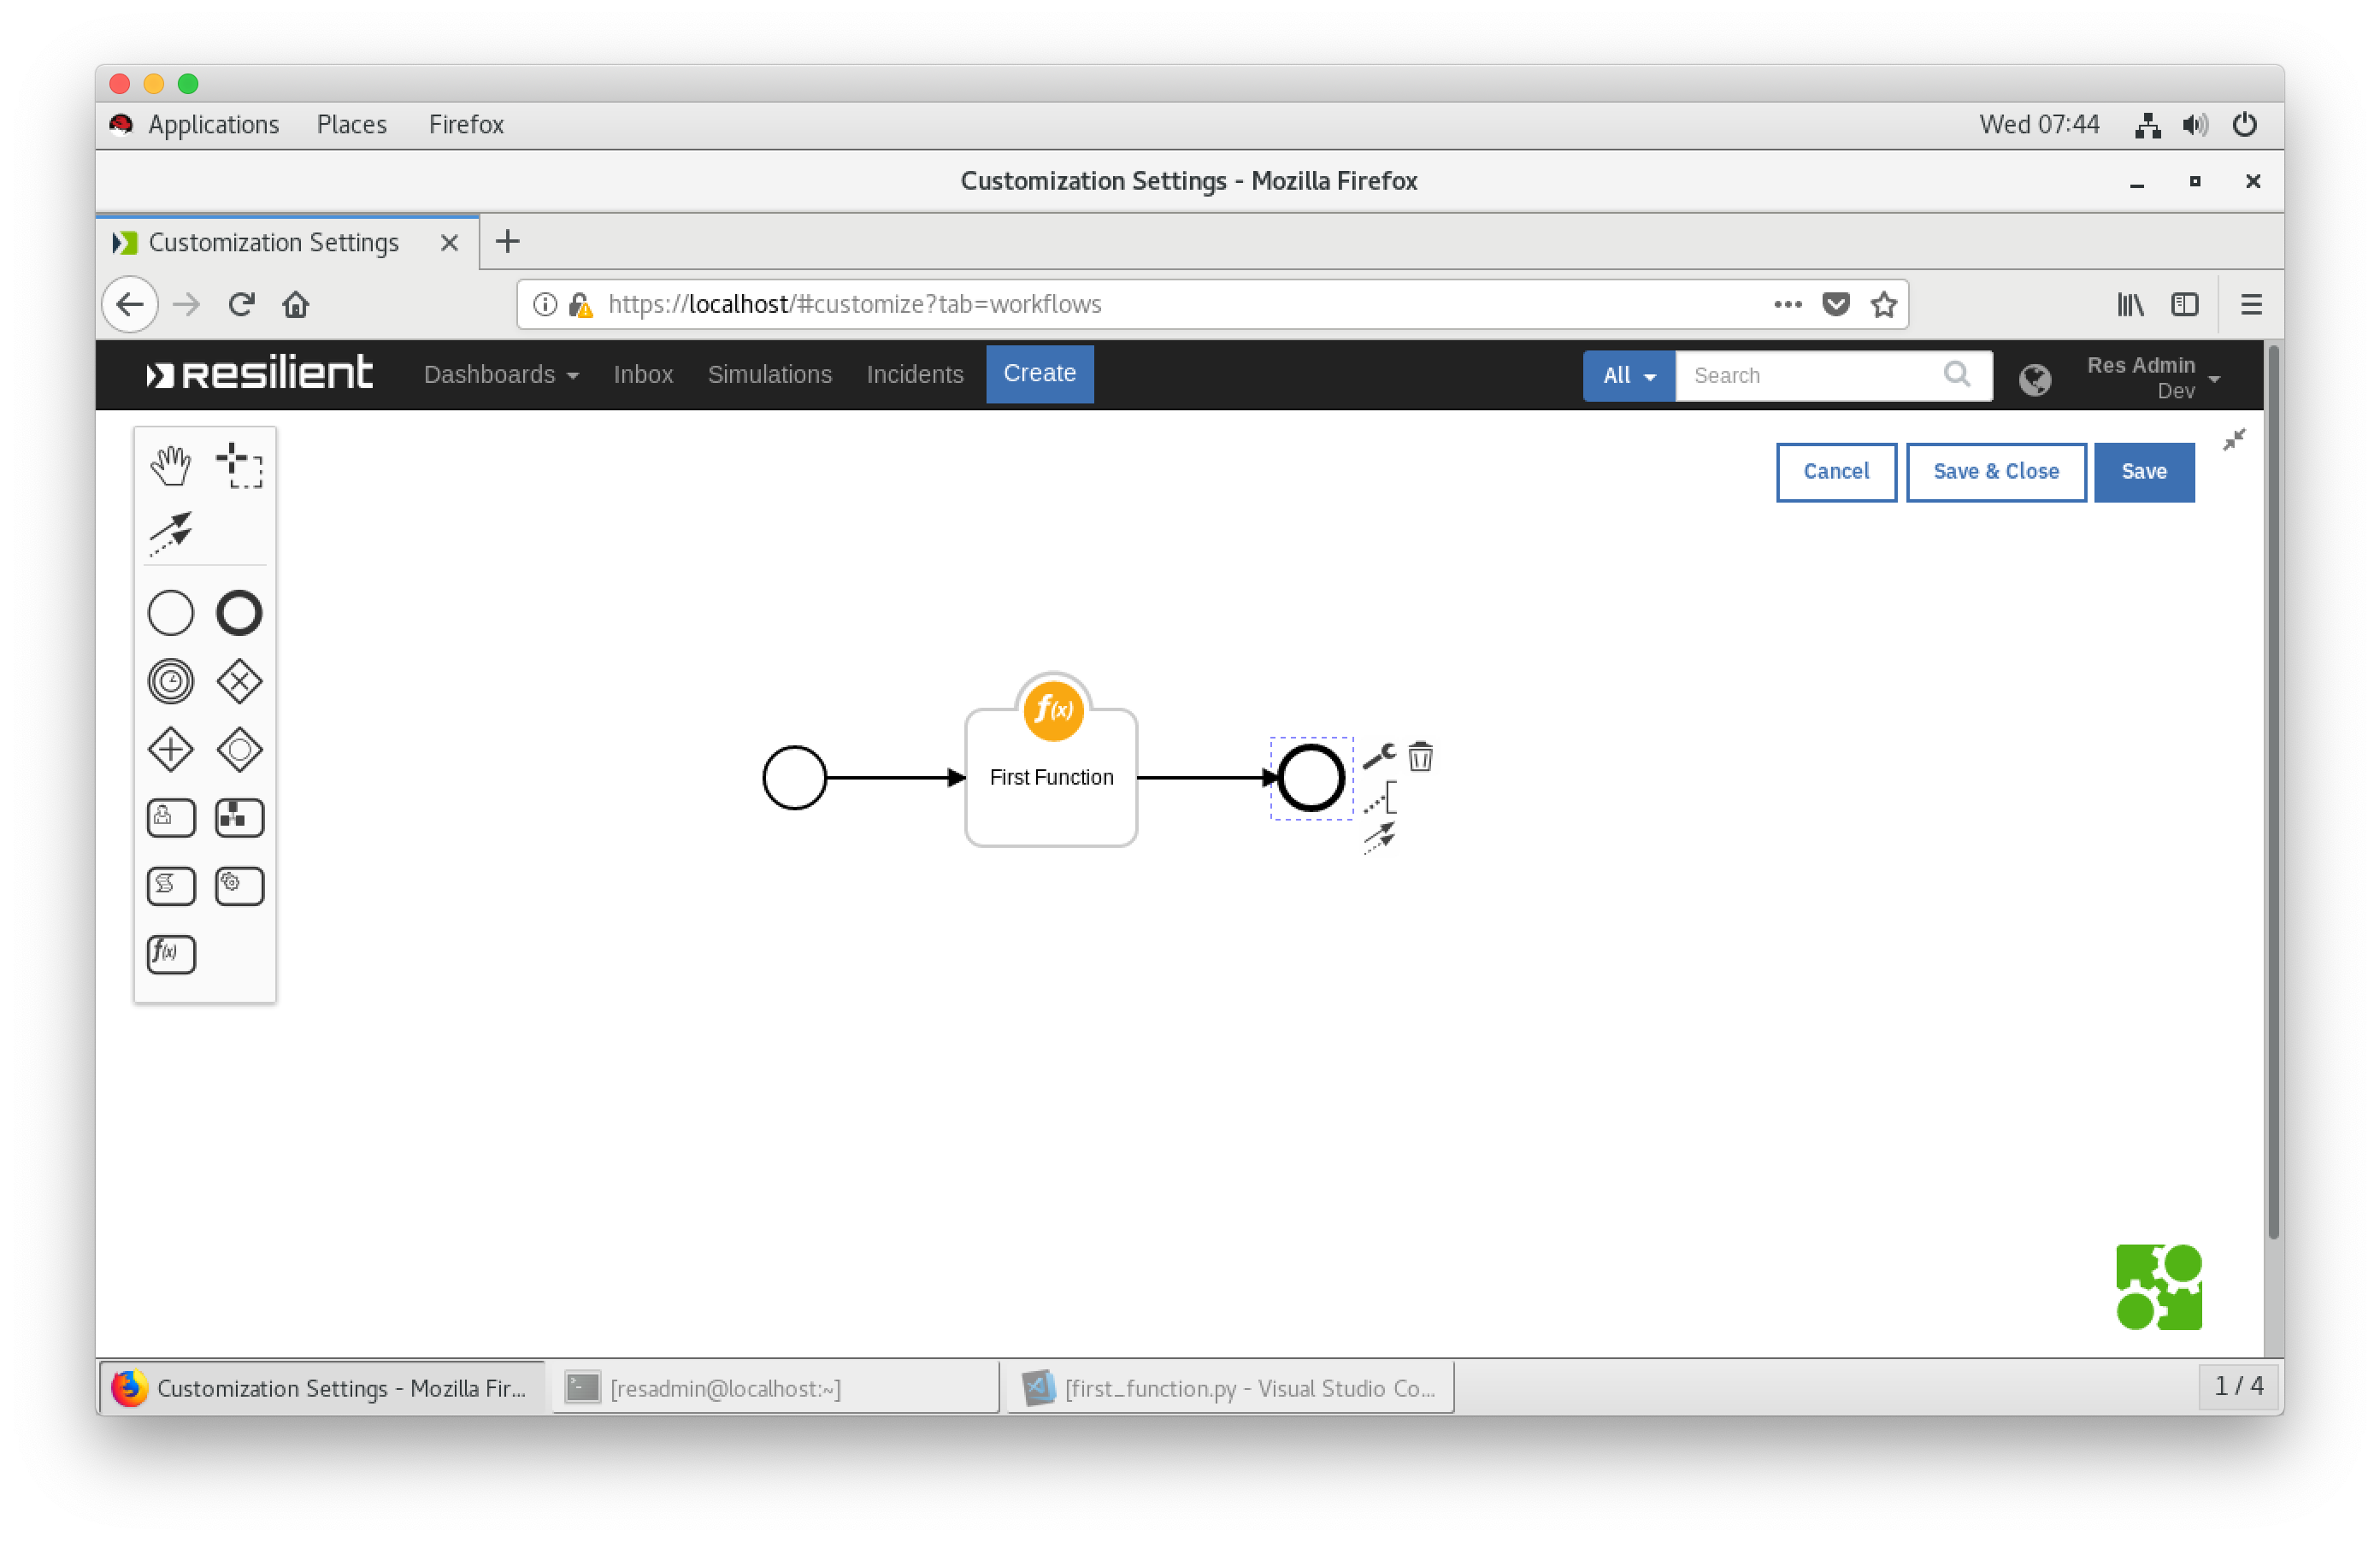 Applications Places Firefox Wed 07:44
Customization Settings - Mozilla Firefox
Customization Settings
https://localhost/#customize?tab=workflows
resilient Dashboards Inbox Simulations Incidents Create All Search Res Admin
Dev
Cancel Save & Close Save
f(x)
First Function
f(x)
Customization Settings - Mozilla Fir... [resadmin@localhost:~] [first_function.py - Visual Studio Co... 1 / 4